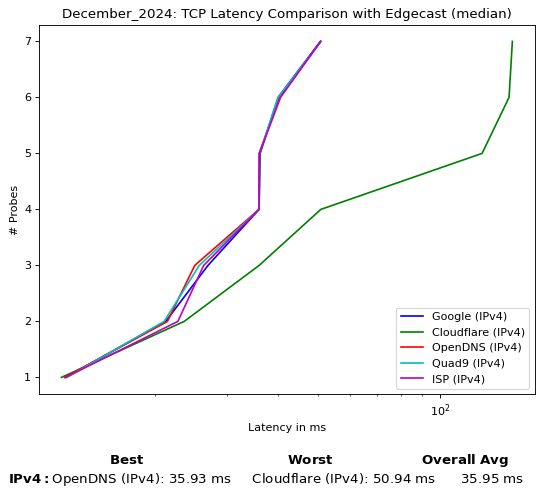 December_2024: TCP Latency Comparison with Edgecast (median)
7
6
5
4
3
2
1
# Probes
Google (IPv4)
Cloudflare (IPv4)
OpenDNS (IPv4)
Quad9 (IPv4)
ISP (IPv4)
10²
Latency in ms
Best Worst Overall Avg
IPv4: OpenDNS (IPv4): 35.93 ms Cloudflare (IPv4): 50.94 ms 35.95 ms